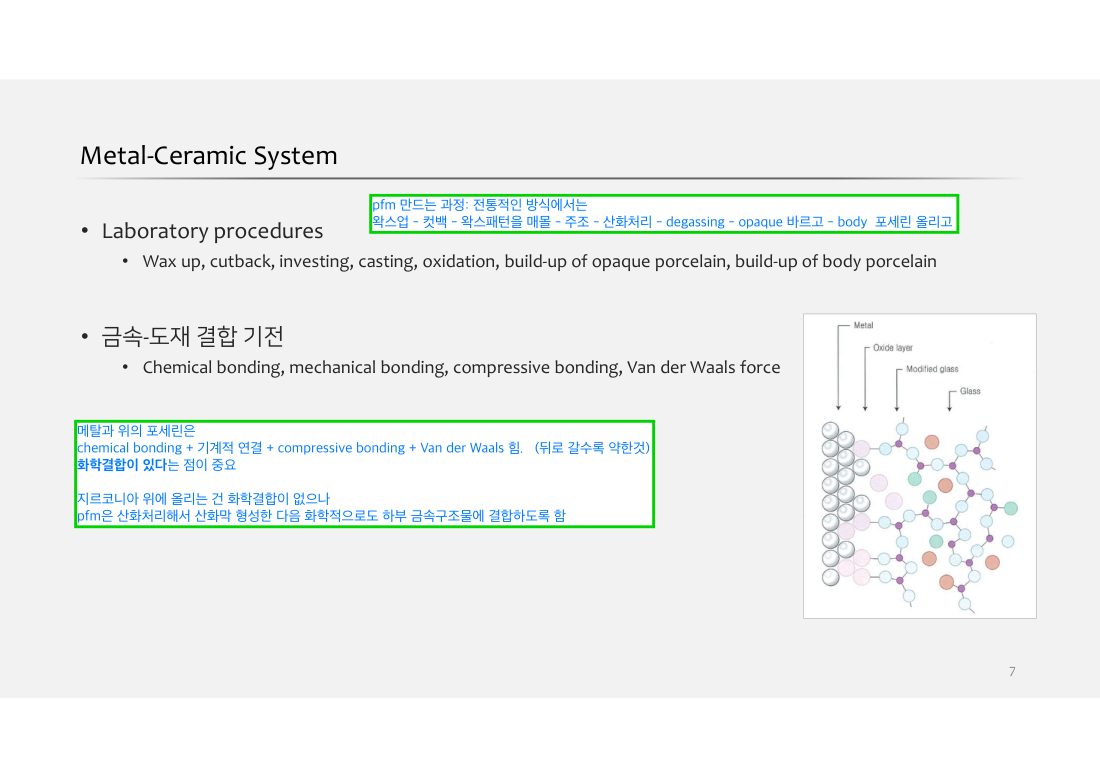 Metal-Ceramic System
pfm 만드는 과정: 전통적인 방식에서는
왁스업 - 컷백 - 왁스패턴을 매몰 - 주조 - 산화처리 - degassing - opaque 바르고 - body 포세린 올리고
• Laboratory procedures
• Wax up, cutback, investing, casting, oxidation, build-up of opaque porcelain, build-up of body porcelain
• 금속-도재 결합 기전
• Chemical bonding, mechanical bonding, compressive bonding, Van der Waals force
Metal
Oxide layer
Modified glass
Glass
메탈과 위의 포세린은
chemical bonding + 기계적 연결 + compressive bonding + Van der Waals 힘. (뒤로 갈수록 약한것)
화학결합이 있다는 점이 중요
지르코니아 위에 올리는 건 화학결합이 없으나
pfm은 산화처리해서 산화막 형성한 다음 화학적으로도 하부 금속구조물에 결합하도록 함
7